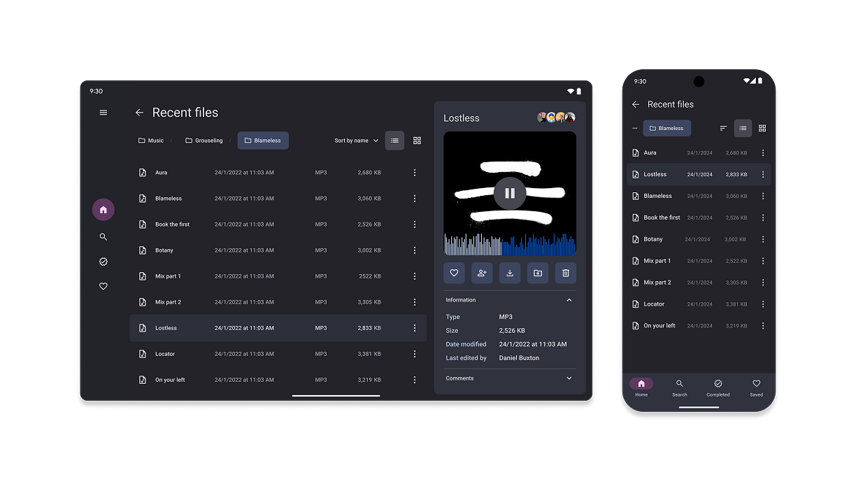 9:30
Recent files
Music
Grouseling
Blameless
Sort by name
Aura 24/1/2022 at 11:03 AM MP3 2,680 KB
Blameless 24/1/2022 at 11:03 AM MP3 3,060 KB
Book the first 24/1/2022 at 11:03 AM MP3 2,526 KB
Botany 24/1/2022 at 11:03 AM MP3 3,002 KB
Mix part 1 24/1/2022 at 11:03 AM MP3 2522 KB
Mix part 2 24/1/2022 at 11:03 AM MP3 3,305 KB
Lostless 24/1/2022 at 11:03 AM MP3 2,833 KB
Locator 24/1/2022 at 11:03 AM MP3 3,381 KB
On your left 24/1/2022 at 11:03 AM MP3 3,219 KB
Lostless
Information
Type MP3
Size 2,526 KB
Date modified 24/1/2022 at 11:03 AM
Last edited by Daniel Buxton
Comments
9:30
Recent files
Blameless
Aura 24/1/2024 2,680 KB
Lostless 24/1/2024 2,833 KB
Blameless 24/1/2024 3,060 KB
Book the first 24/1/2024 2,526 KB
Botany 24/1/2024 3,002 KB
Mix part 1 24/1/2024 2,522 KB
Mix part 2 24/1/2024 3,305 KB
Locator 24/1/2024 3,381 KB
On your left 24/1/2024 3,219 KB
Home
Search
Completed
Saved